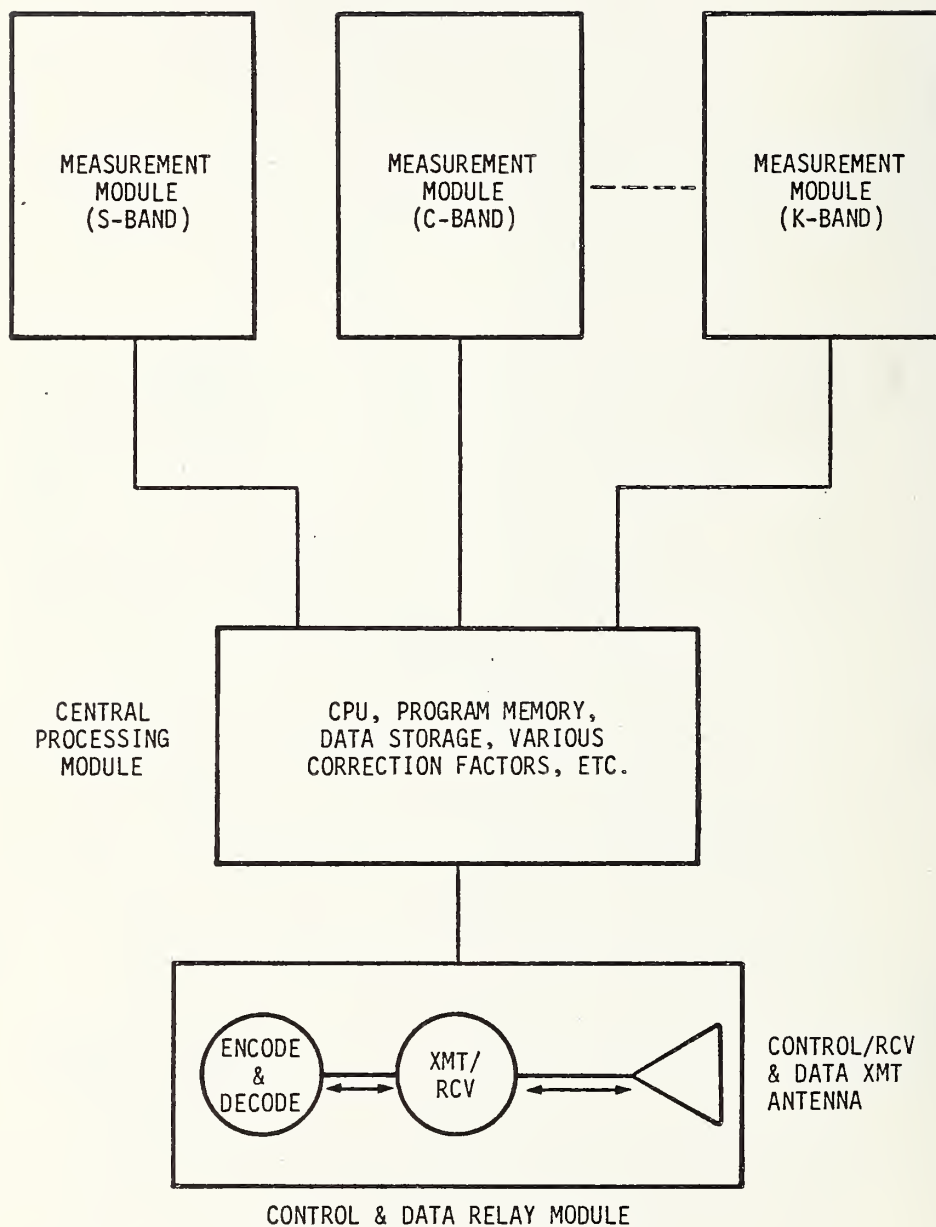 MEASUREMENT
MODULE
(S-BAND)
MEASUREMENT
MODULE
(C-BAND)
MEASUREMENT
MODULE
(K-BAND)
CENTRAL
PROCESSING
MODULE
CPU, PROGRAM MEMORY,
DATA STORAGE, VARIOUS
CORRECTION FACTORS, ETC.
ENCODE
&
DECODE
XMT/
RCV
CONTROL/RCV
& DATA XMT
ANTENNA
CONTROL & DATA RELAY MODULE